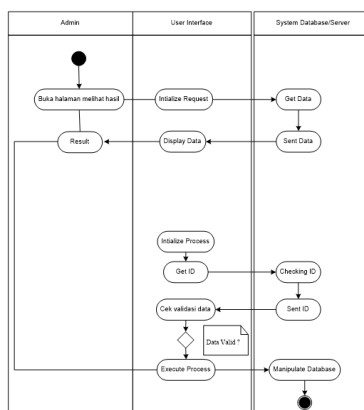 Admin
User Interface
System Database/Server
Buka halaman melihat hasil
Intialize Request
Get Data
Result
Display Data
Sent Data
Intialize Process
Get ID
Checking ID
Cek validasi data
Sent ID
Data Valid ?
Execute Process
Manipulate Database